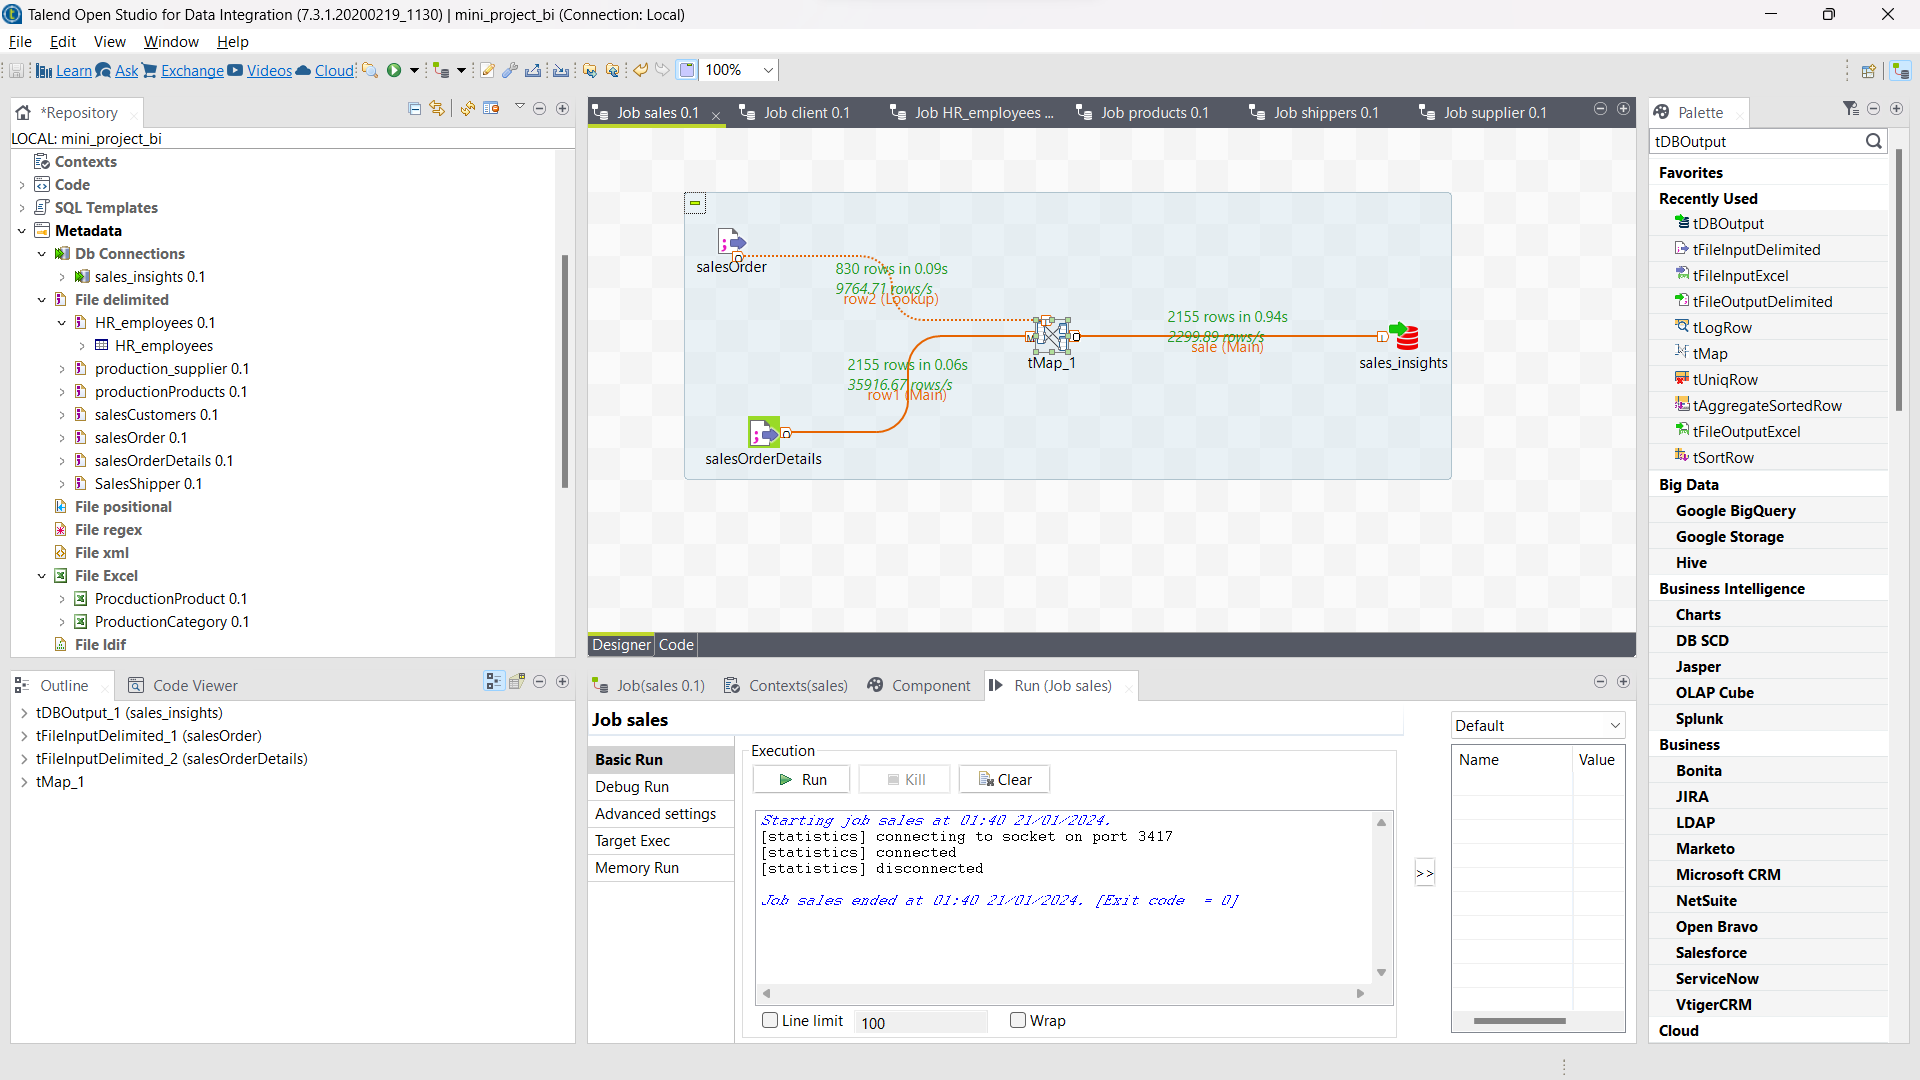 Talend Open Studio for Data Integration (7.3.1.20200219_1130) | mini_project_bi (Connection: Local)
File Edit View Window Help
Learn Ask Exchange Videos Cloud 100%
*Repository
LOCAL: mini_project_bi
Contexts
Code
SQL Templates
Metadata
Db Connections
sales_insights 0.1
File delimited
HR_employees 0.1
HR_employees
production_supplier 0.1
productionProducts 0.1
salesCustomers 0.1
salesOrder 0.1
salesOrderDetails 0.1
SalesShipper 0.1
File positional
File regex
File xml
File Excel
ProcductionProduct 0.1
ProductionCategory 0.1
File ldif
Job sales 0.1 Job client 0.1 Job HR_employees ... Job products 0.1 Job shippers 0.1 Job supplier 0.1
salesOrder
830 rows in 0.09s
9764.71 rows/s
row2 (Lookup)
2155 rows in 0.94s
2299.89 rows/s
sale (Main)
tMap_1
sales_insights
2155 rows in 0.06s
35916.67 rows/s
row1 (Main)
salesOrderDetails
Designer Code
Palette
tDBOutput
Favorites
Recently Used
tDBOutput
tFileInputDelimited
tFileInputExcel
tFileOutputDelimited
tLogRow
tMap
tUniqRow
tAggregateSortedRow
tFileOutputExcel
tSortRow
Big Data
Google BigQuery
Google Storage
Hive
Business Intelligence
Charts
DB SCD
Jasper
OLAP Cube
Splunk
Business
Bonita
JIRA
LDAP
Marketo
Microsoft CRM
NetSuite
Open Bravo
Salesforce
ServiceNow
VtigerCRM
Cloud
Outline Code Viewer
tDBOutput_1 (sales_insights)
tFileInputDelimited_1 (salesOrder)
tFileInputDelimited_2 (salesOrderDetails)
tMap_1
Job(sales 0.1) Contexts(sales) Component Run (Job sales)
Job sales
Basic Run
Debug Run
Advanced settings
Target Exec
Memory Run
Execution
Run Kill Clear
Starting job sales at 01:40 21/01/2024.
[statistics] connecting to socket on port 3417
[statistics] connected
[statistics] disconnected
Job sales ended at 01:40 21/01/2024. [Exit code  = 0]
Line limit 100 Wrap
>>
Default
Name Value